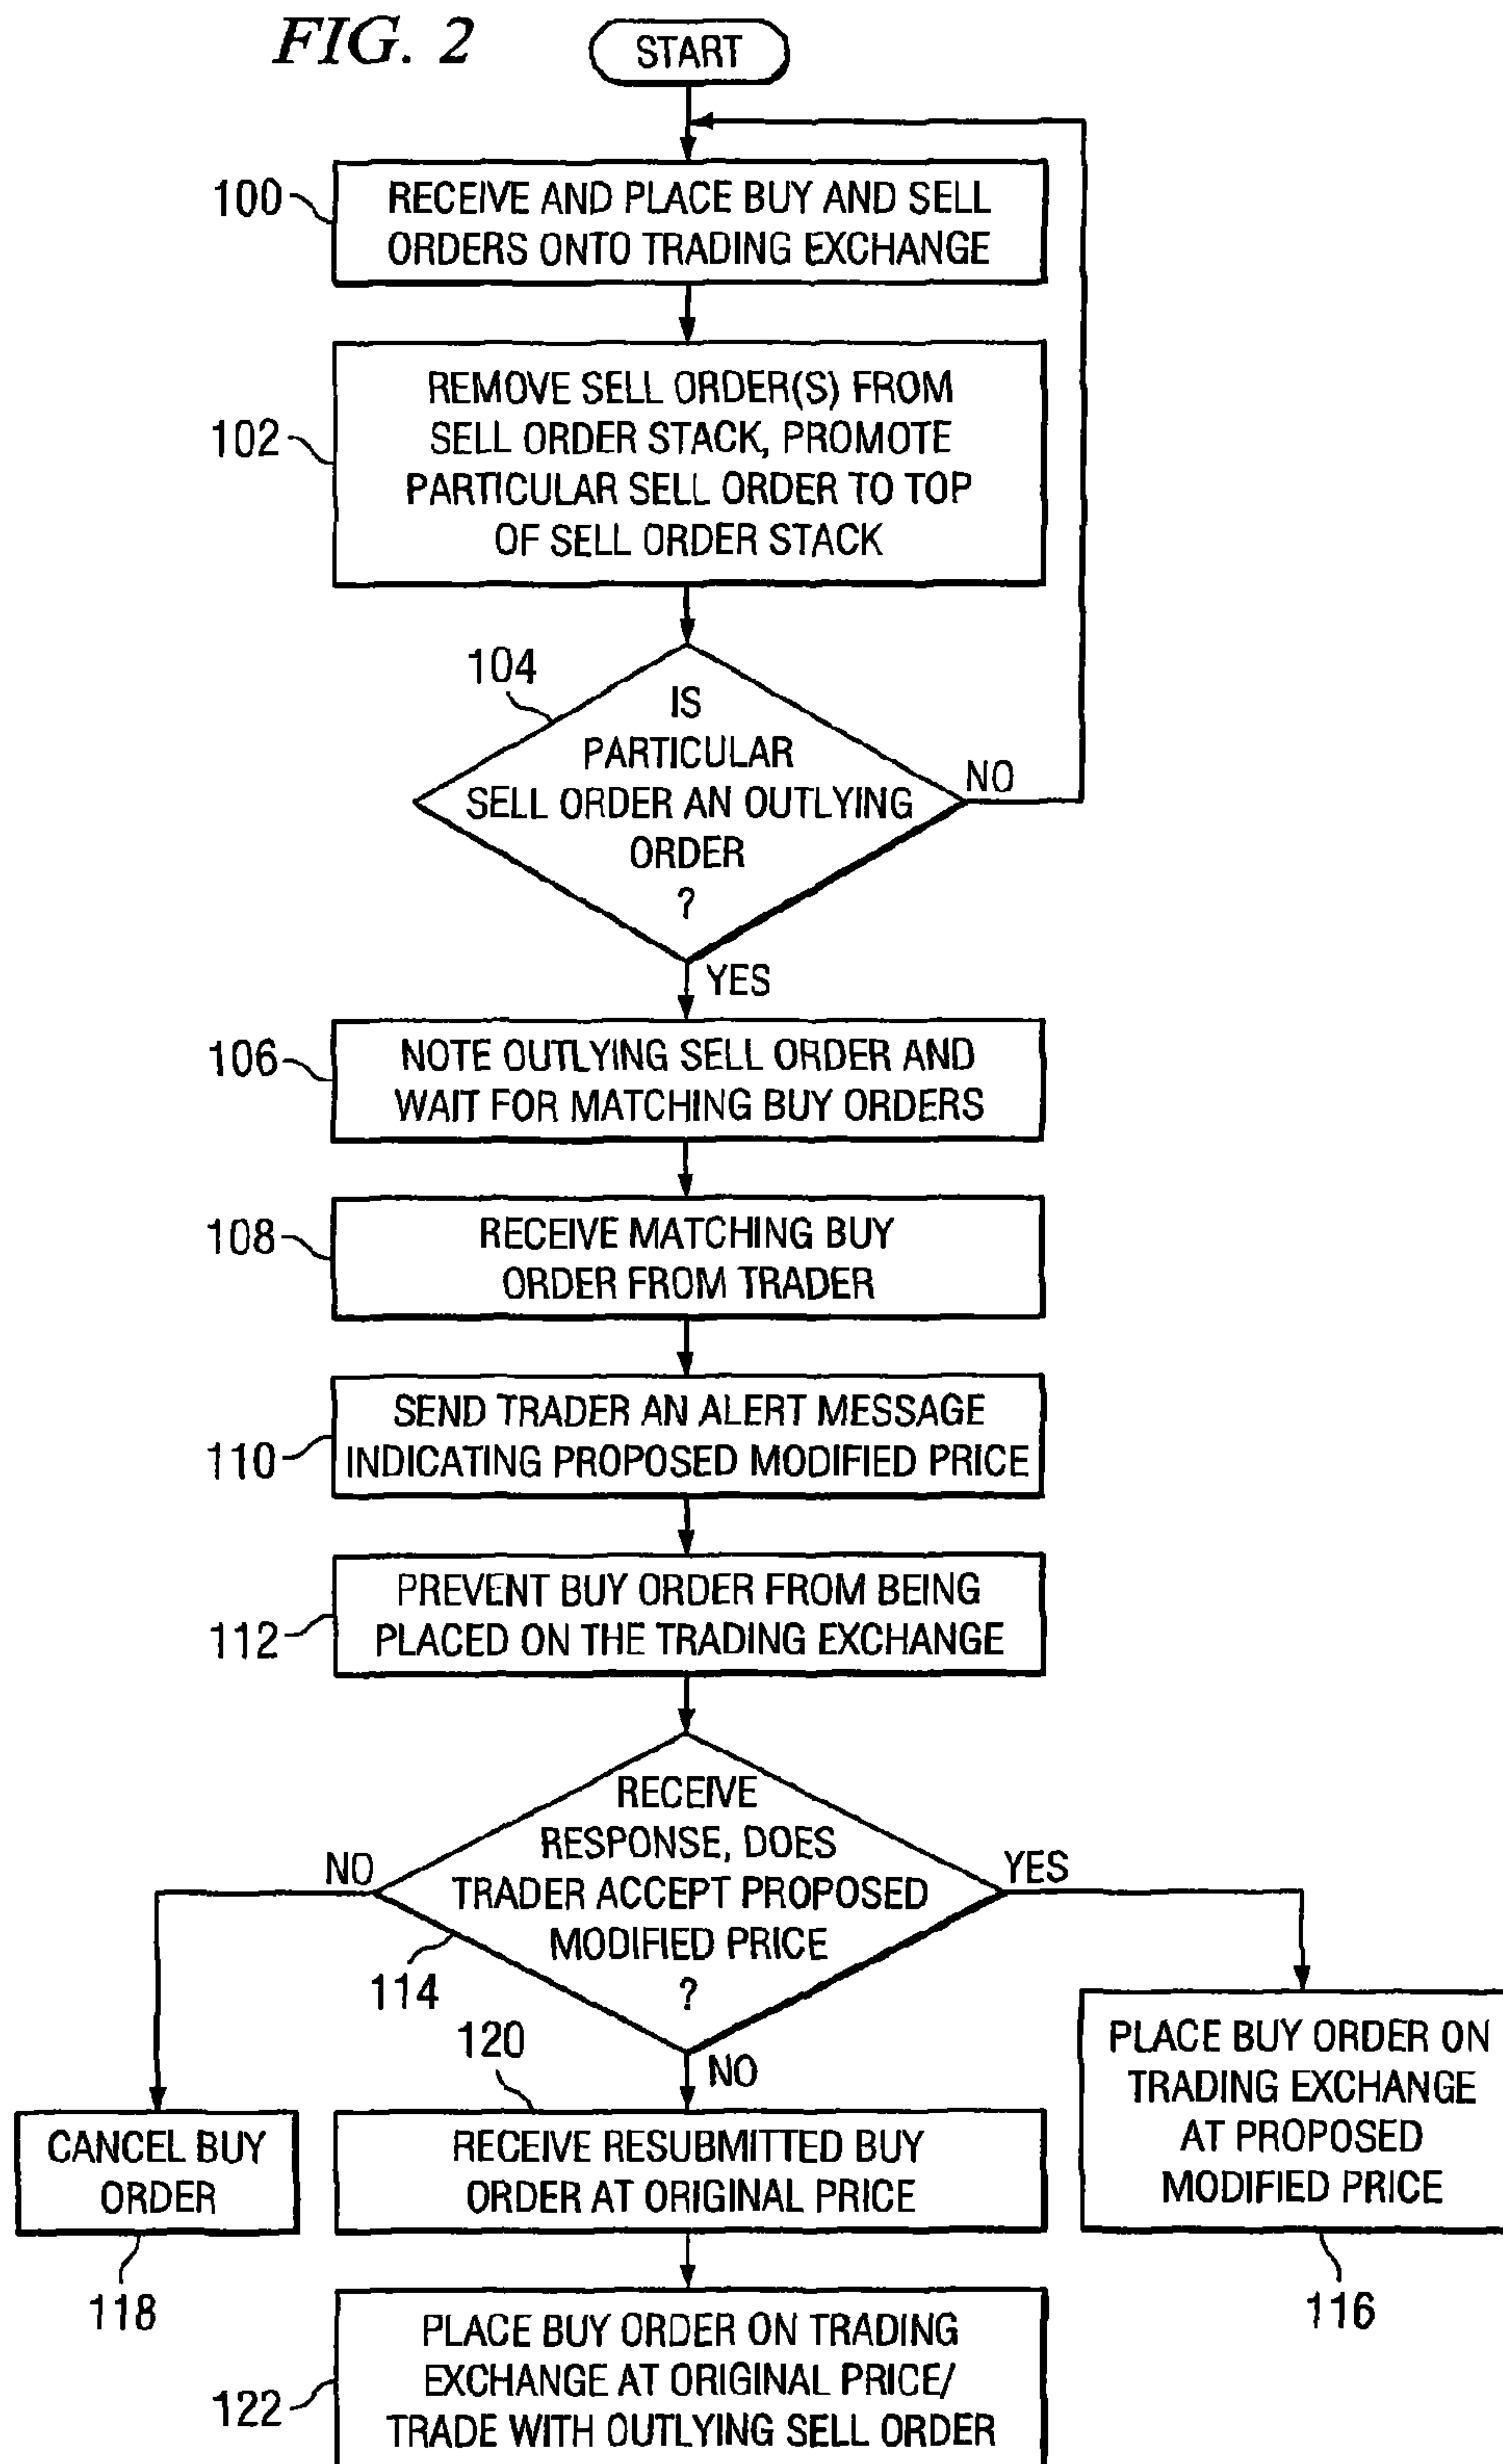 FIG. 2
START
100
RECEIVE AND PLACE BUY AND SELL
ORDERS ONTO TRADING EXCHANGE
102
REMOVE SELL ORDER(S) FROM
SELL ORDER STACK, PROMOTE
PARTICULAR SELL ORDER TO TOP
OF SELL ORDER STACK
104
IS
PARTICULAR
SELL ORDER AN OUTLYING
ORDER
?
NO
YES
106
NOTE OUTLYING SELL ORDER AND
WAIT FOR MATCHING BUY ORDERS
108
RECEIVE MATCHING BUY
ORDER FROM TRADER
110
SEND TRADER AN ALERT MESSAGE
INDICATING PROPOSED MODIFIED PRICE
112
PREVENT BUY ORDER FROM BEING
PLACED ON THE TRADING EXCHANGE
114
RECEIVE
RESPONSE, DOES
TRADER ACCEPT PROPOSED
MODIFIED PRICE
?
NO
YES
NO
CANCEL BUY
ORDER
118
120
RECEIVE RESUBMITTED BUY
ORDER AT ORIGINAL PRICE
PLACE BUY ORDER ON
TRADING EXCHANGE
AT PROPOSED
MODIFIED PRICE
116
122
PLACE BUY ORDER ON TRADING
EXCHANGE AT ORIGINAL PRICE/
TRADE WITH OUTLYING SELL ORDER